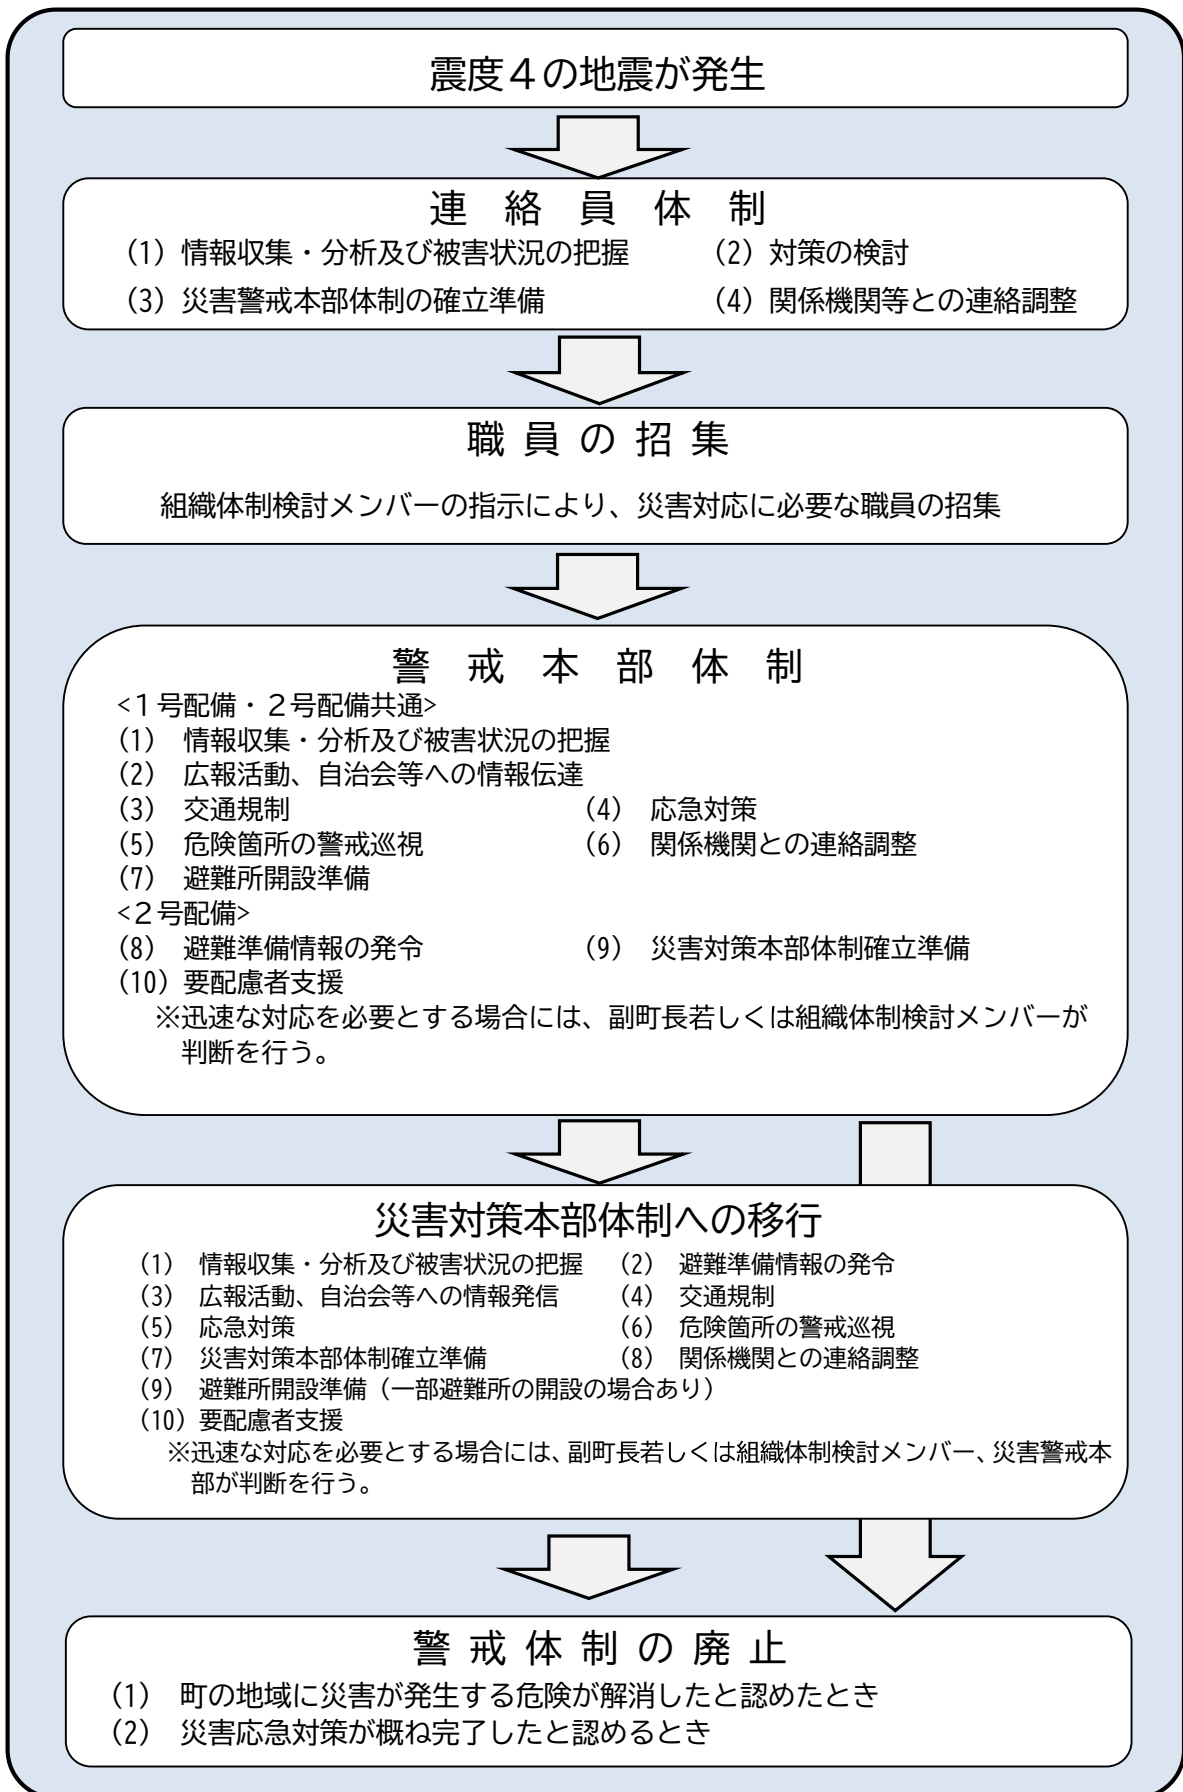 震度４の地震が発生
連絡員体制
(1) 情報収集・分析及び被害状況の把握 (2) 対策の検討
(3) 災害警戒本部体制の確立準備 (4) 関係機関等との連絡調整
職員の招集
組織体制検討メンバーの指示により、災害対応に必要な職員の招集
警戒本部体制
<１号配備・２号配備共通>
(1) 情報収集・分析及び被害状況の把握
(2) 広報活動、自治会等への情報伝達
(3) 交通規制 (4) 応急対策
(5) 危険箇所の警戒巡視 (6) 関係機関との連絡調整
(7) 避難所開設準備
<２号配備>
(8) 避難準備情報の発令 (9) 災害対策本部体制確立準備
(10) 要配慮者支援
※迅速な対応を必要とする場合には、副町長若しくは組織体制検討メンバーが
判断を行う。
災害対策本部体制への移行
(1) 情報収集・分析及び被害状況の把握 (2) 避難準備情報の発令
(3) 広報活動、自治会等への情報発信 (4) 交通規制
(5) 応急対策 (6) 危険箇所の警戒巡視
(7) 災害対策本部体制確立準備 (8) 関係機関との連絡調整
(9) 避難所開設準備（一部避難所の開設の場合あり）
(10) 要配慮者支援
※迅速な対応を必要とする場合には、副町長若しくは組織体制検討メンバー、災害警戒本
部が判断を行う。
警戒体制の廃止
(1) 町の地域に災害が発生する危険が解消したと認めたとき
(2) 災害応急対策が概ね完了したと認めるとき